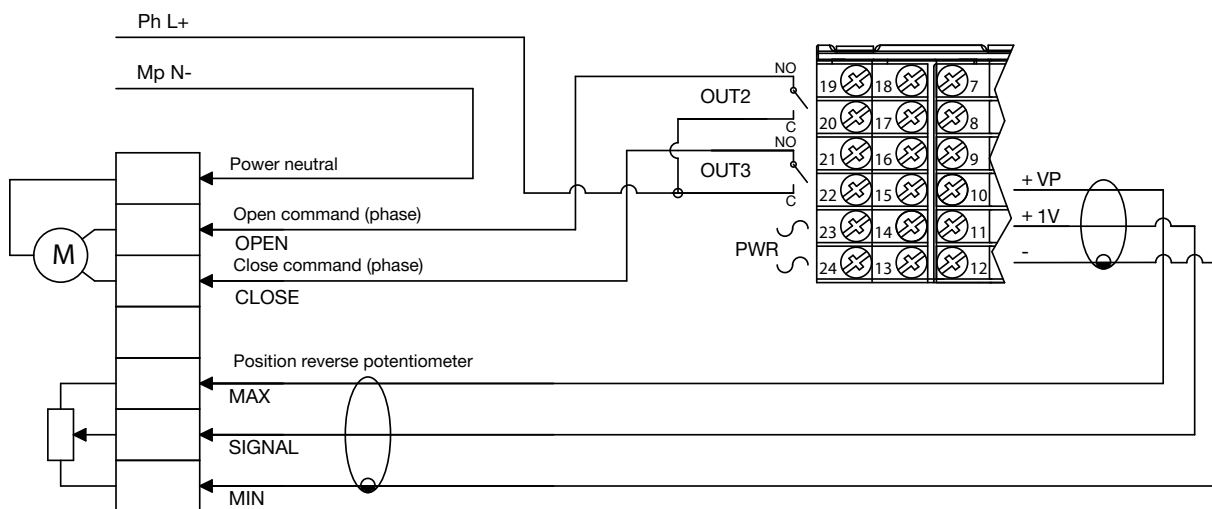 Ph L+
Mp N-
NO
OUT2
C
NO
OUT3
C
PWR
19 18 7
20 17 8
21 16 9
22 15 10
23 14 11
24 13 12
+ VP
+ 1V
-
Power neutral
Open command (phase)
OPEN
Close command (phase)
CLOSE
M
Position reverse potentiometer
MAX
SIGNAL
MIN